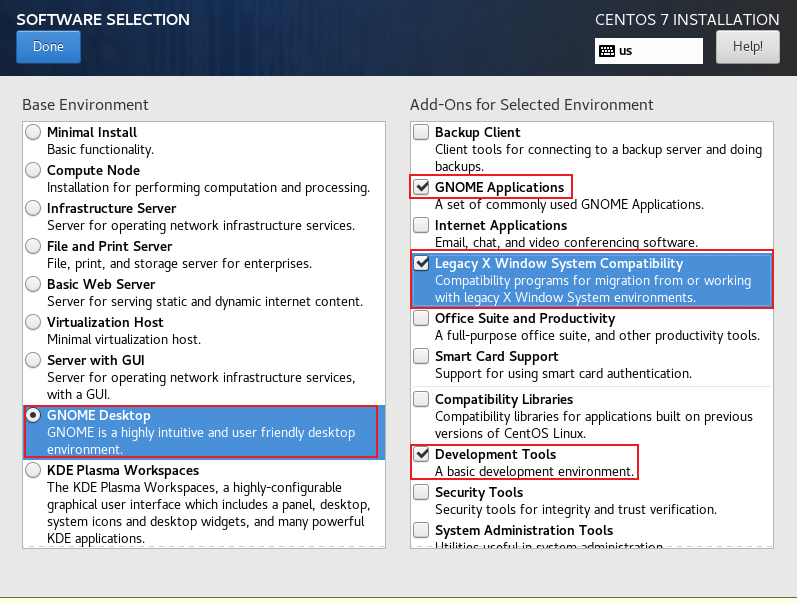 SOFTWARE SELECTION
CENTOS 7 INSTALLATION
Done
us
Help!
Base Environment
Minimal Install
Basic functionality.
Compute Node
Installation for performing computation and processing.
Infrastructure Server
Server for operating network infrastructure services.
File and Print Server
File, print, and storage server for enterprises.
Basic Web Server
Server for serving static and dynamic internet content.
Virtualization Host
Minimal virtualization host.
Server with GUI
Server for operating network infrastructure services,
with a GUI.
GNOME Desktop
GNOME is a highly intuitive and user friendly desktop
environment.
KDE Plasma Workspaces
The KDE Plasma Workspaces, a highly-configurable
graphical user interface which includes a panel, desktop,
system icons and desktop widgets, and many powerful
KDE applications.
Add-Ons for Selected Environment
Backup Client
Client tools for connecting to a backup server and doing
backups.
GNOME Applications
A set of commonly used GNOME Applications.
Internet Applications
Email, chat, and video conferencing software.
Legacy X Window System Compatibility
Compatibility programs for migration from or working
with legacy X Window System environments.
Office Suite and Productivity
A full-purpose office suite, and other productivity tools.
Smart Card Support
Support for using smart card authentication.
Compatibility Libraries
Compatibility libraries for applications built on previous
versions of CentOS Linux.
Development Tools
A basic development environment.
Security Tools
Security tools for integrity and trust verification.
System Administration Tools
Utilities useful in system administration.